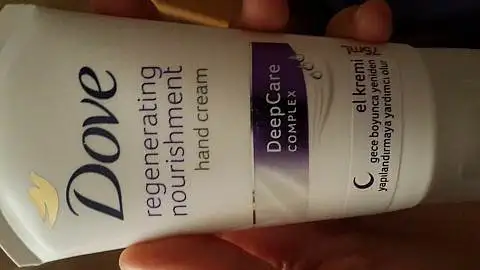 Dove
regenerating
nourishment
hand cream
DeepCare
COMPLEX
el kremi
gece boyunca yeniden
yapılandırmaya yardımcı olur
75mL